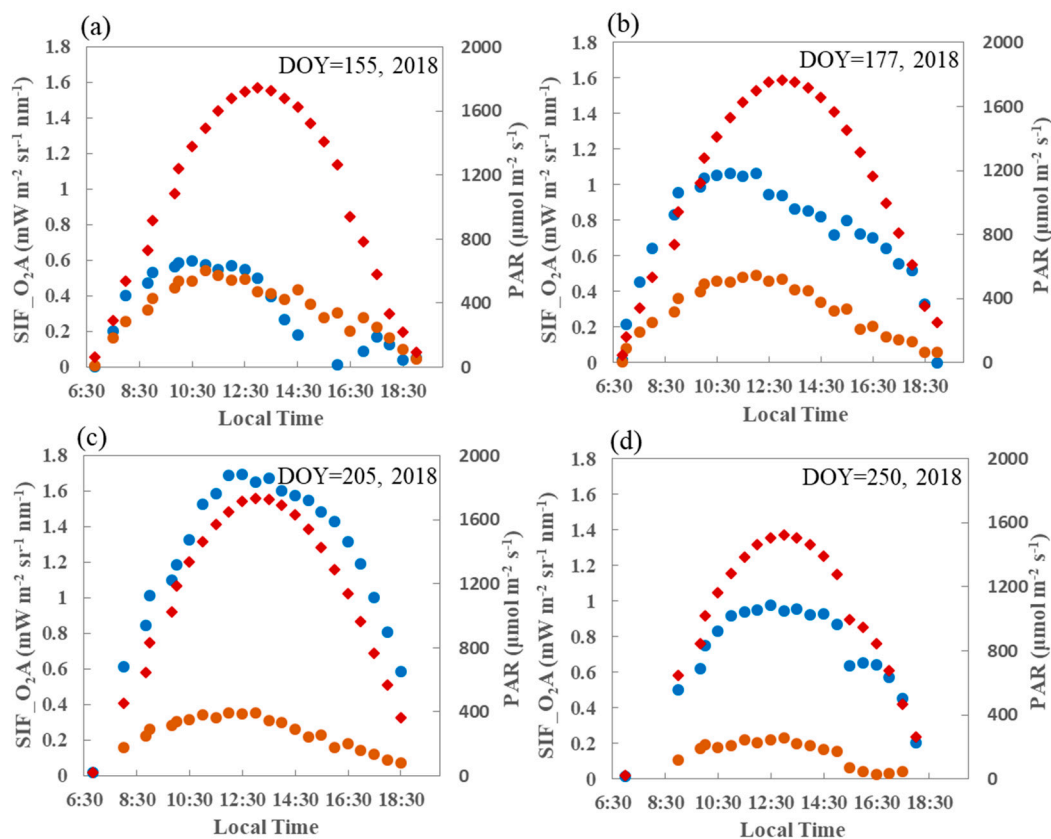 (a)
DOY=155, 2018
SIF_O₂A (mW m⁻² sr⁻¹ nm⁻¹)
1.8
1.6
1.4
1.2
1
0.8
0.6
0.4
0.2
0
2000
1600
1200
800
400
0
PAR (μmol m⁻² s⁻¹)
6:30 8:30 10:30 12:30 14:30 16:30 18:30
Local Time
(b)
DOY=177, 2018
SIF_O₂A (mW m⁻² sr⁻¹ nm⁻¹)
1.8
1.6
1.4
1.2
1
0.8
0.6
0.4
0.2
0
2000
1600
1200
800
400
0
PAR (μmol m⁻² s⁻¹)
6:30 8:30 10:30 12:30 14:30 16:30 18:30
Local Time
(c)
DOY=205, 2018
SIF_O₂A (mW m⁻² sr⁻¹ nm⁻¹)
1.8
1.6
1.4
1.2
1
0.8
0.6
0.4
0.2
0
2000
1600
1200
800
400
0
PAR (μmol m⁻² s⁻¹)
6:30 8:30 10:30 12:30 14:30 16:30 18:30
Local Time
(d)
DOY=250, 2018
SIF_O₂A (mW m⁻² sr⁻¹ nm⁻¹)
1.8
1.6
1.4
1.2
1
0.8
0.6
0.4
0.2
0
2000
1600
1200
800
400
0
PAR (μmol m⁻² s⁻¹)
6:30 8:30 10:30 12:30 14:30 16:30 18:30
Local Time